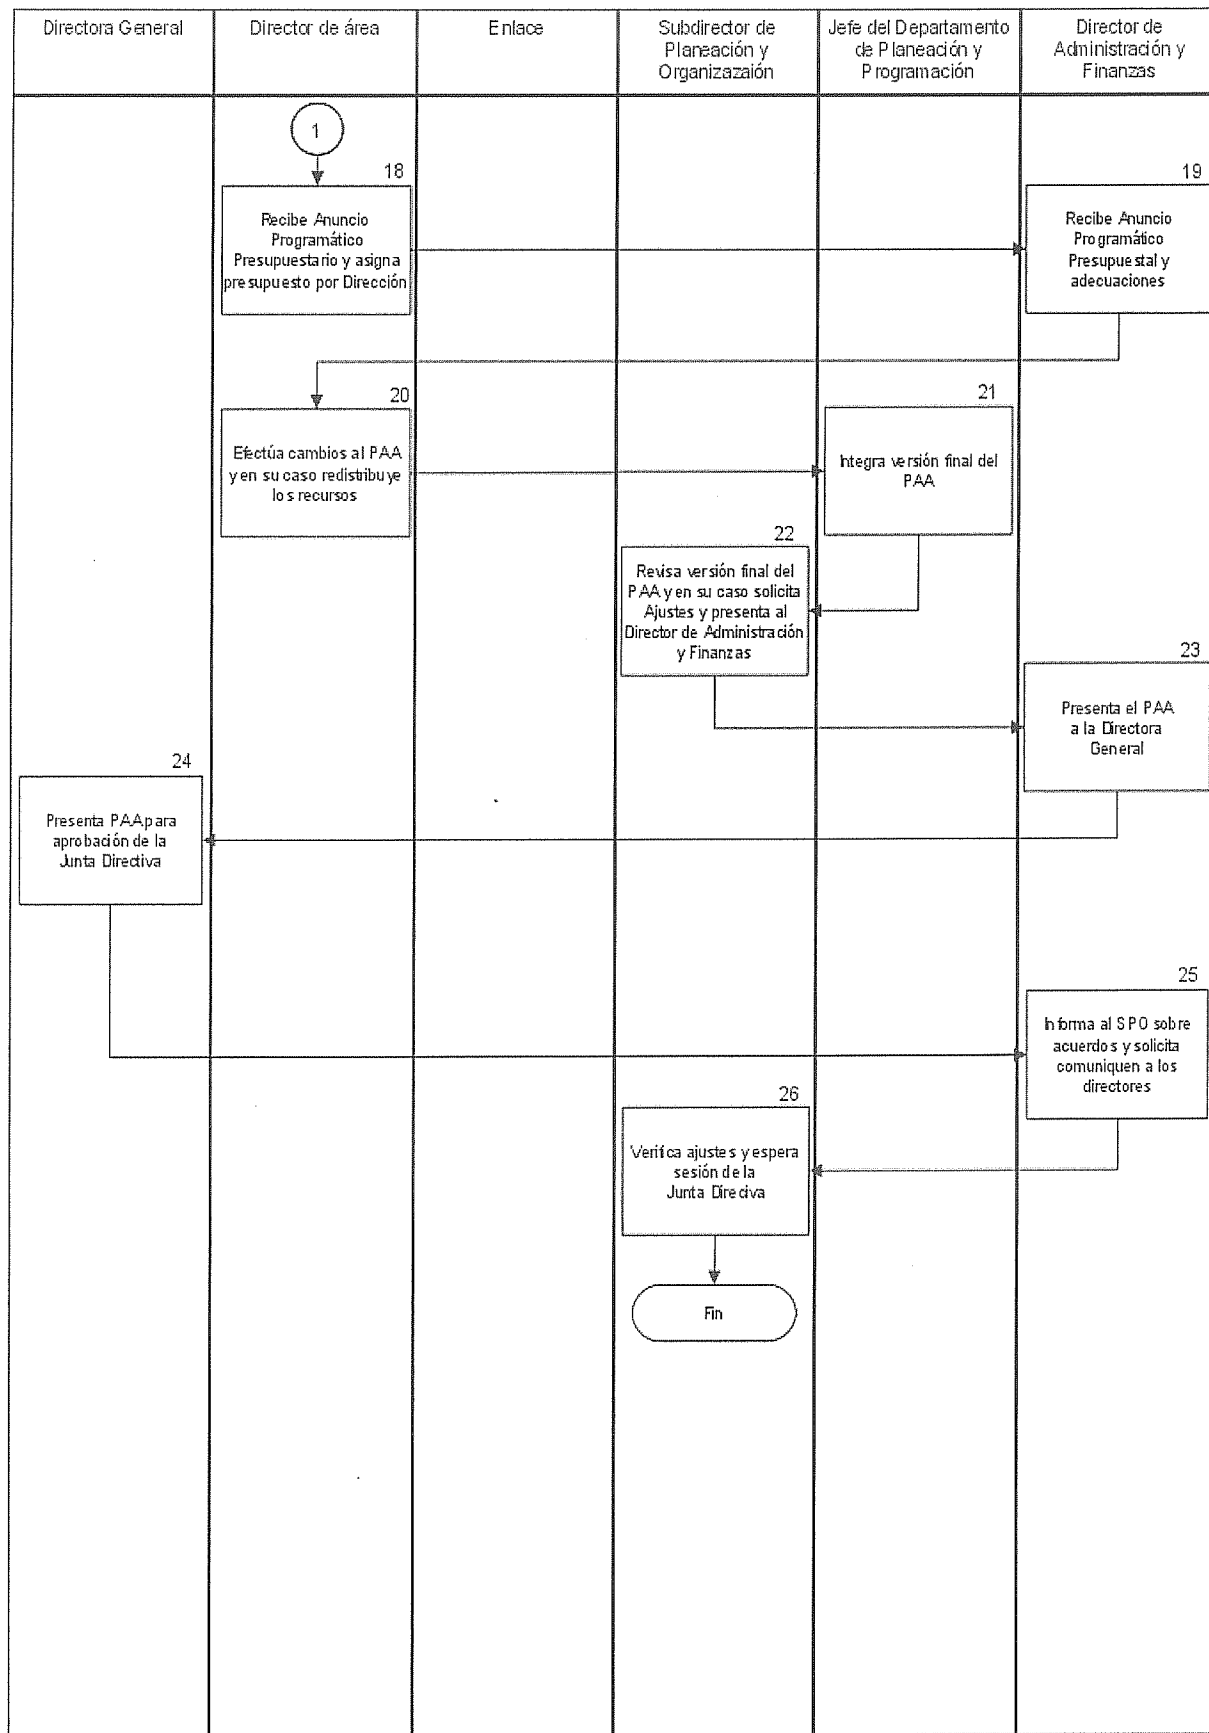 Directora General
Director de área
Enlace
Subdirector de
Planeación y
Organizazaión
Jefe del Departamento
de Planeación y
Programación
Director de
Administración y
Finanzas
1
18
Recibe Anuncio
Programático
Presupuestario y asigna
presupuesto por Dirección
19
Recibe Anuncio
Programático
Presupuestal y
adecuaciones
20
Efectúa cambios al PAA
y en su caso redistribuye
los recursos
21
Integra versión final del
PAA
22
Revisa versión final del
PAA y en su caso solicita
Ajustes y presenta al
Director de Administración
y Finanzas
23
Presenta el PAA
a la Directora
General
24
Presenta PAA para
aprobación de la
Junta Directiva
25
Informa al SPO sobre
acuerdos y solicita
comuniquen a los
directores
26
Verifica ajustes y espera
sesión de la
Junta Direciva
Fin